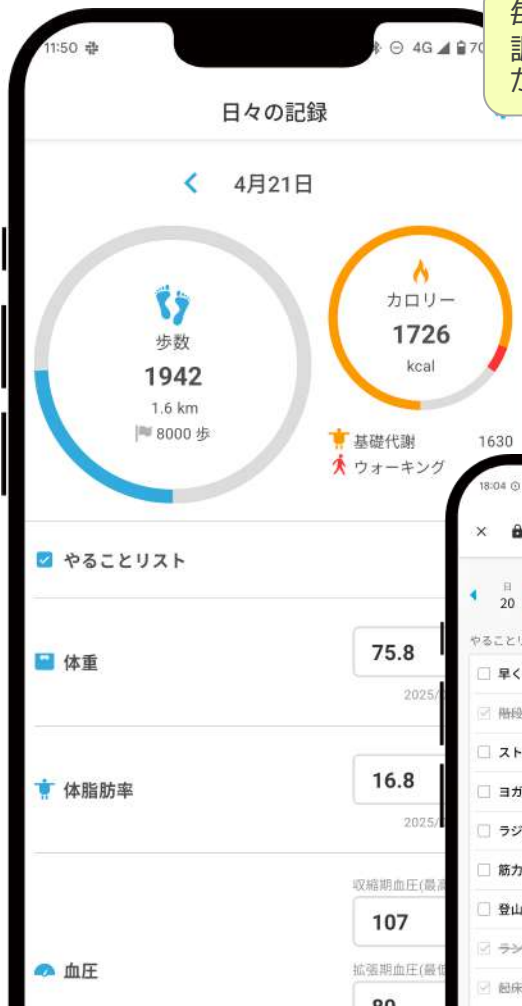 11:50
4G
日々の記録
4月21日
歩数
1942
1.6 km
8000 歩
カロリー
1726
kcal
基礎代謝 1630
ウォーキング
やることリスト
体重
75.8
2025/
体脂肪率
16.8
2025/
血圧
収縮期血圧(最高
107
拡張期血圧(最低
18:04
日
20
やることリ
早く
階段
スト
ヨガ
ラジ
筋力
登山
ラン
起床